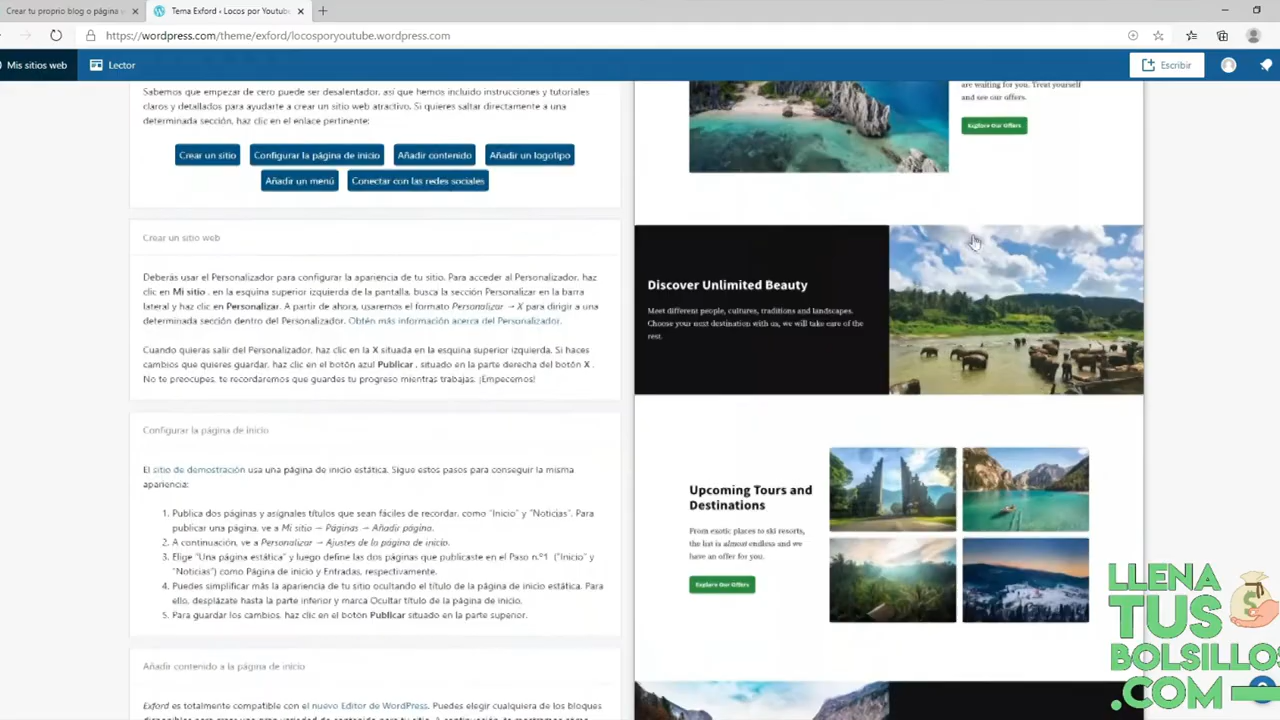 Crear tu propio blog o página w
Tema Exford ‹ Locos por Youtube
https://wordpress.com/theme/exford/locosporyoutube.wordpress.com
Mis sitios web
Lector
Escribir
Sabemos que empezar de cero puede ser desalentador, así que hemos incluido instrucciones y tutoriales
claros y detallados para ayudarte a crear un sitio web atractivo. Si quieres saltar directamente a una
determinada sección, haz clic en el enlace pertinente:
Crear un sitio
Configurar la página de inicio
Añadir contenido
Añadir un logotipo
Añadir un menú
Conectar con las redes sociales
Crear un sitio web
Deberás usar el Personalizador para configurar la apariencia de tu sitio. Para acceder al Personalizador, haz
clic en Mi sitio , en la esquina superior izquierda de la pantalla, busca la sección Personalizar en la barra
lateral y haz clic en Personalizar. A partir de ahora, usaremos el formato Personalizar → X para dirigir a una
determinada sección dentro del Personalizador. Obtén más información acerca del Personalizador.
Cuando quieras salir del Personalizador, haz clic en la X situada en la esquina superior izquierda. Si haces
cambios que quieres guardar, haz clic en el botón azul Publicar , situado en la parte derecha del botón X .
No te preocupes, te recordaremos que guardes tu progreso mientras trabajas. ¡Empecemos!
Configurar la página de inicio
El sitio de demostración usa una página de inicio estática. Sigue estos pasos para conseguir la misma
apariencia:
1. Publica dos páginas y asígnales títulos que sean fáciles de recordar, como "Inicio" y "Noticias". Para
publicar una página, ve a Mi sitio → Páginas → Añadir página.
2. A continuación, ve a Personalizar → Ajustes de la página de inicio.
3. Elige "Una página estática" y luego define las dos páginas que publicaste en el Paso n.º1 ("Inicio" y
"Noticias") como Página de inicio y Entradas, respectivamente.
4. Puedes simplificar más la apariencia de tu sitio ocultando el título de la página de inicio estática. Para
ello, desplázate hasta la parte inferior y marca Ocultar título de la página de inicio.
5. Para guardar los cambios, haz clic en el botón Publicar situado en la parte superior.
Añadir contenido a la página de inicio
Exford es totalmente compatible con el nuevo Editor de WordPress. Puedes elegir cualquiera de los bloques
are waiting for you. Treat yourself
and see our offers.
Explore Our Offers
Discover Unlimited Beauty
Meet different people, cultures, traditions and landscapes.
Choose your next destination with us, we will take care of the
rest.
Upcoming Tours and
Destinations
From exotic places to ski resorts,
the list is almost endless and we
have an offer for you.
Explore Our Offers
LLENA
TUS
BOLSILLOS
.COM